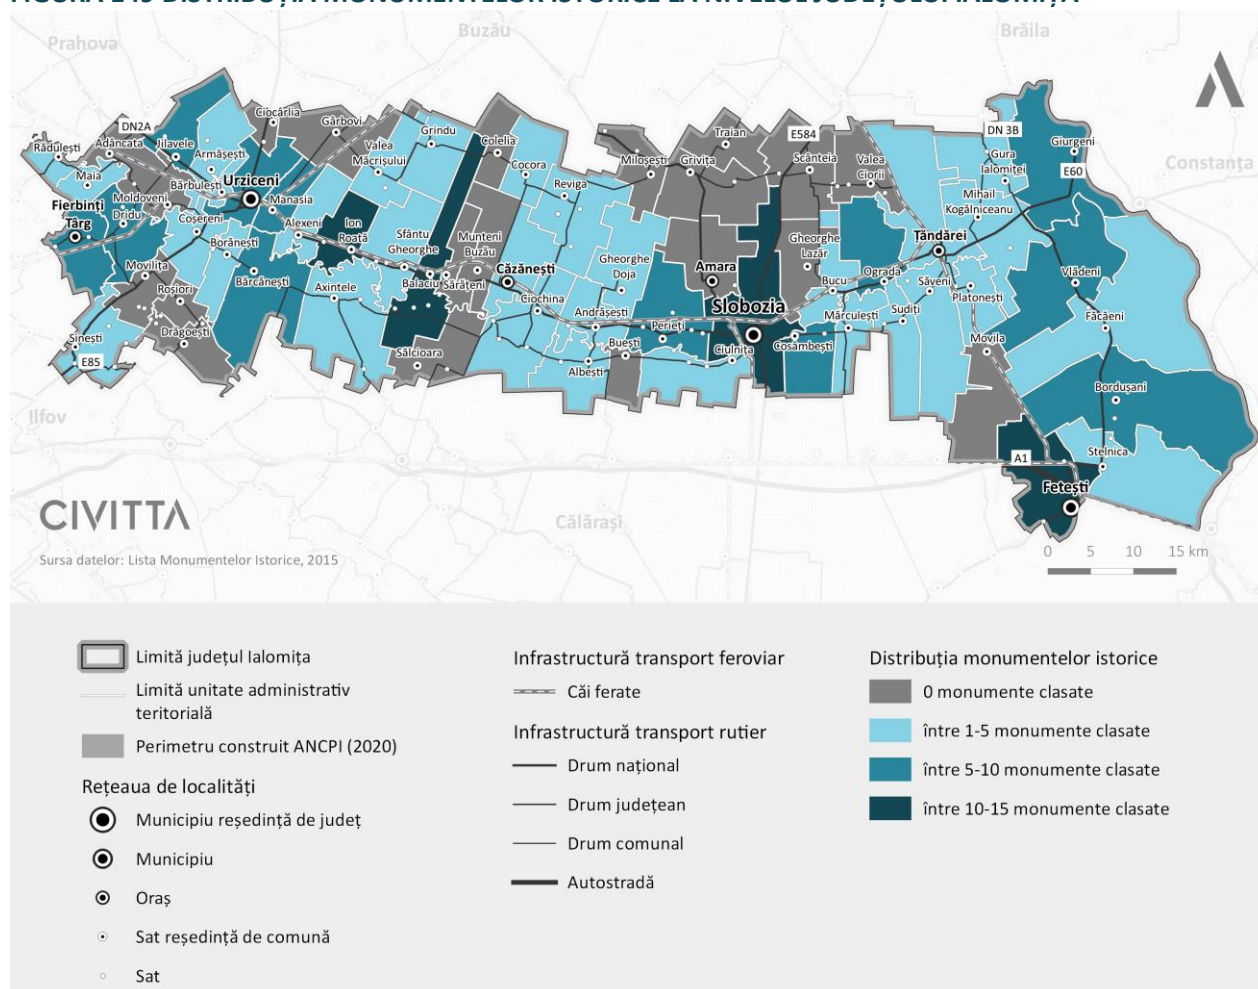 Prahova
Buzău
Brăila
DN2A
Ciocârlia
Gârbovi
Grindu
Colelia
Traian
E584
DN 3B
Giurgeni
Rădulești
Adâncata
Jilavele
Armășești
Valea
Măcrișului
Cocora
Miloșești
Grivița
Scânteia
Valea
Ciorii
Gura
Ialomiței
E60
Constanța
Maia
Bărbulești
Urziceni
Reviga
Mihail
Kogălniceanu
Fierbinți
Târg
Moldoveni
Dridu
Manasia
Coșereni
Alexeni
Ion
Roată
Sfântu
Gheorghe
Munteni
Buzău
Gheorghe
Lazăr
Țăndărei
Borănești
Movilița
Bărcănești
Axintele
Balaciu
Sărățeni
Căzănești
Gheorghe
Doja
Amara
Bucu
Ograda
Săveni
Platonești
Vlădeni
Roșiori
Ciochina
Slobozia
Andrășești
Perieți
Mărculești
Sudiți
Făcăeni
Drăgoești
Sinești
E85
Sălcioara
Buești
Albești
Ciulnița
Cosâmbești
Movila
Bordușani
Ilfov
A1
Stelnica
Fetești
CIVITTA
Călărași
Sursa datelor: Lista Monumentelor Istorice, 2015
0 5 10 15 km
Limită județul Ialomița
Limită unitate administrativ
teritorială
Perimetru construit ANCPI (2020)
Rețeaua de localități
Municipiu reședință de județ
Municipiu
Oraș
Sat reședință de comună
Sat
Infrastructură transport feroviar
Căi ferate
Infrastructură transport rutier
Drum național
Drum județean
Drum comunal
Autostradă
Distribuția monumentelor istorice
0 monumente clasate
între 1-5 monumente clasate
între 5-10 monumente clasate
între 10-15 monumente clasate